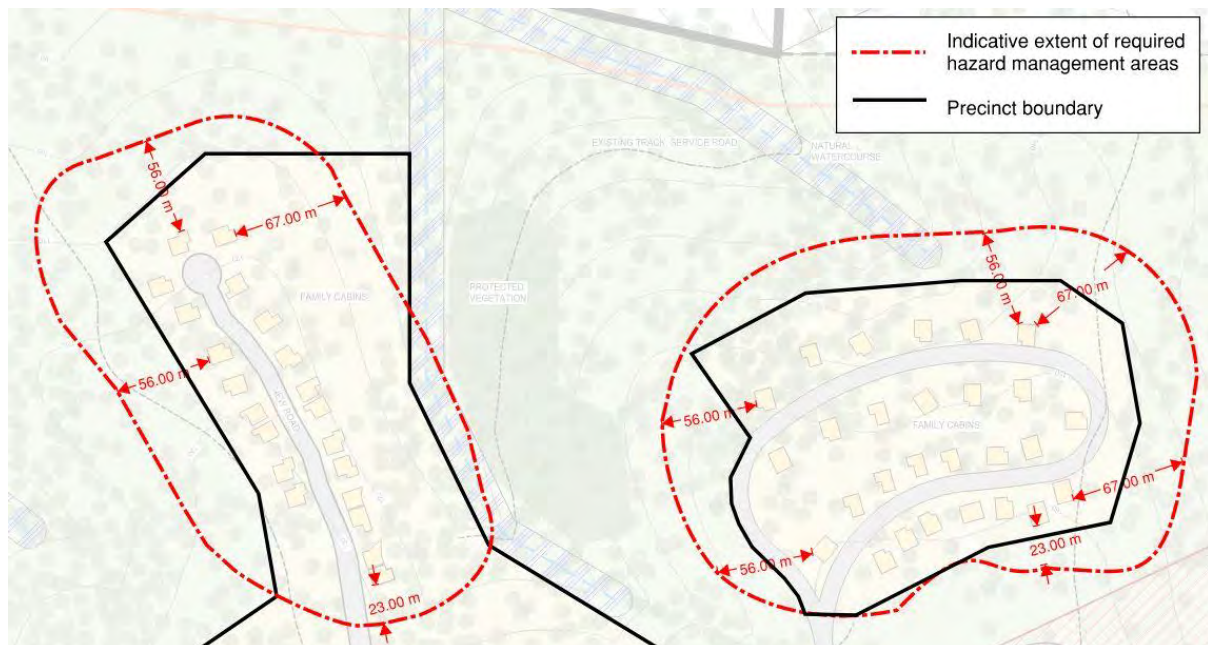 Indicative extent of required
hazard management areas
Precinct boundary
EXISTING TRACK SERVICE ROAD
NATURAL
WATERCOURSE
56.00 m
67.00 m
56.00 m
67.00 m
PROTECTED
VEGETATION
FAMILY CABINS
56.00 m
56.00 m
NEW ROAD
FAMILY CABINS
67.00 m
23.00 m
56.00 m
23.00 m